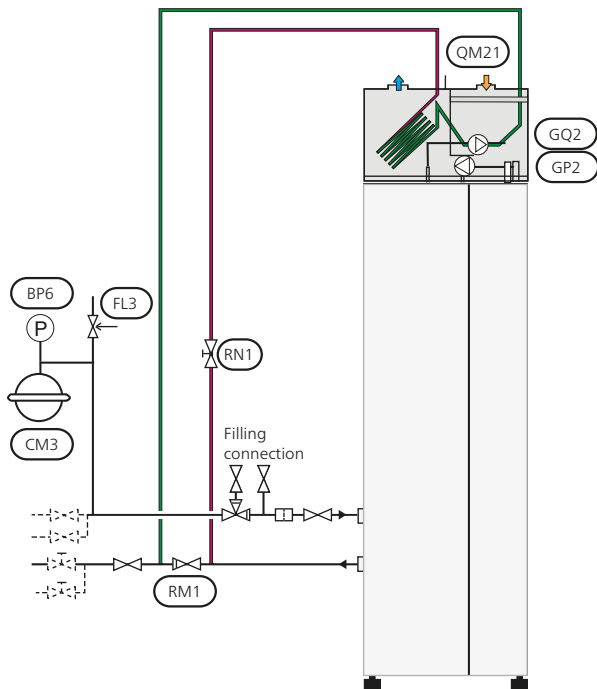 QM21
GQ2
GP2
BP6
FL3
P
RN1
CM3
Filling
connection
RM1